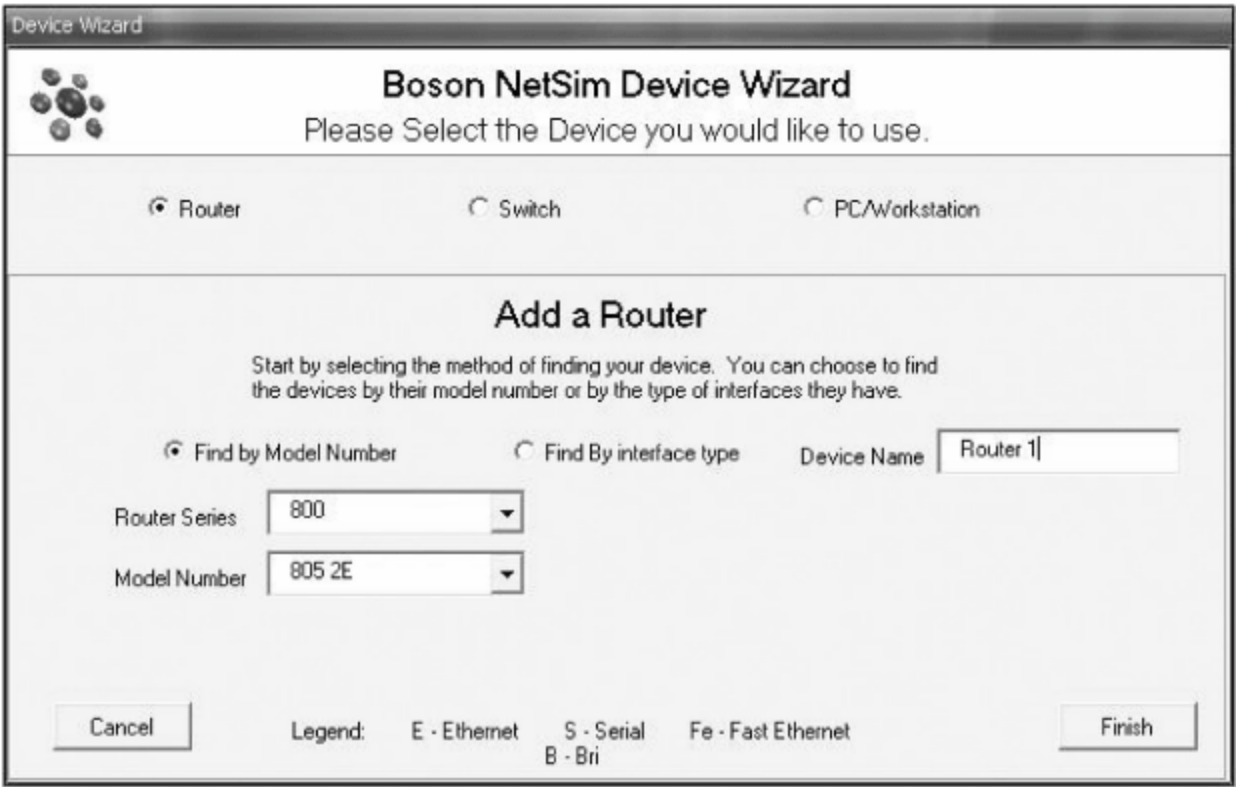 Device Wizard
Boson NetSim Device Wizard
Please Select the Device you would like to use.
Router Switch PC/Workstation
Add a Router
Start by selecting the method of finding your device. You can choose to find
the devices by their model number or by the type of interfaces they have.
Find by Model Number Find By interface type Device Name Router 1
Router Series 800
Model Number 805 2E
Cancel Legend: E - Ethernet S - Serial Fe - Fast Ethernet Finish
B - Bri